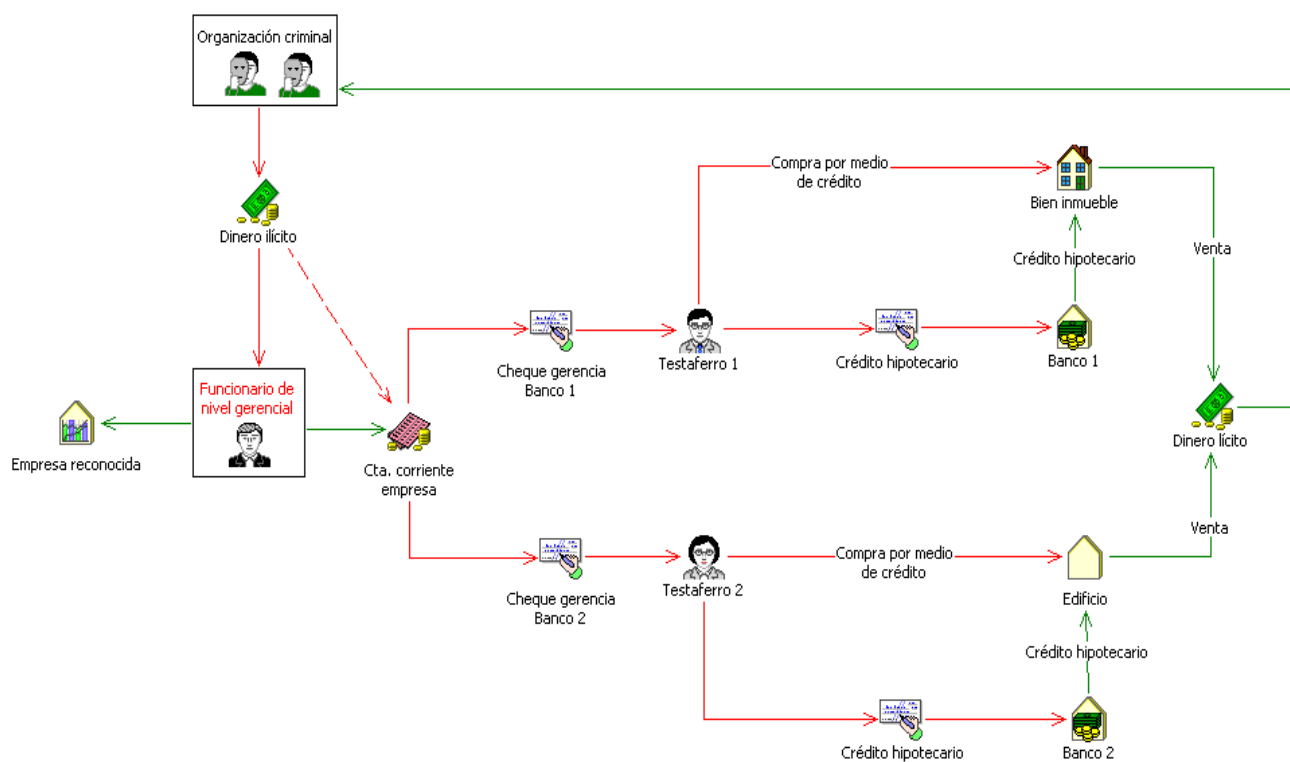 Organización criminal
Compra por medio
de crédito
Bien inmueble
Dinero ilícito
Crédito hipotecario
Venta
Cheque gerencia
Banco 1
Testaferro 1
Crédito hipotecario
Banco 1
Funcionario de
nivel gerencial
Empresa reconocida
Cta. corriente
empresa
Dinero lícito
Cheque gerencia
Banco 2
Testaferro 2
Compra por medio
de crédito
Edificio
Venta
Crédito hipotecario
Crédito hipotecario
Banco 2